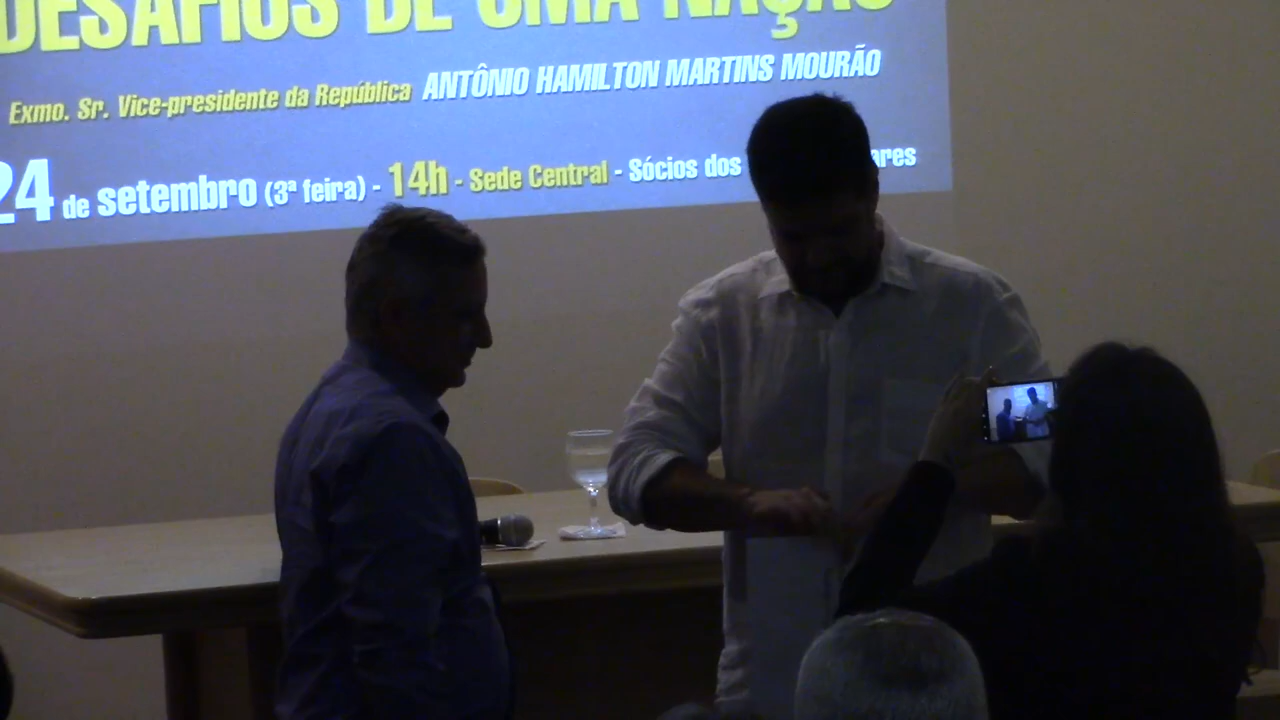 DESAFIOS DE UMA NAÇÃO
Exmo. Sr. Vice-presidente da República ANTÔNIO HAMILTON MARTINS MOURÃO
24 de setembro (3ª feira) - 14h - Sede Central - Sócios dos